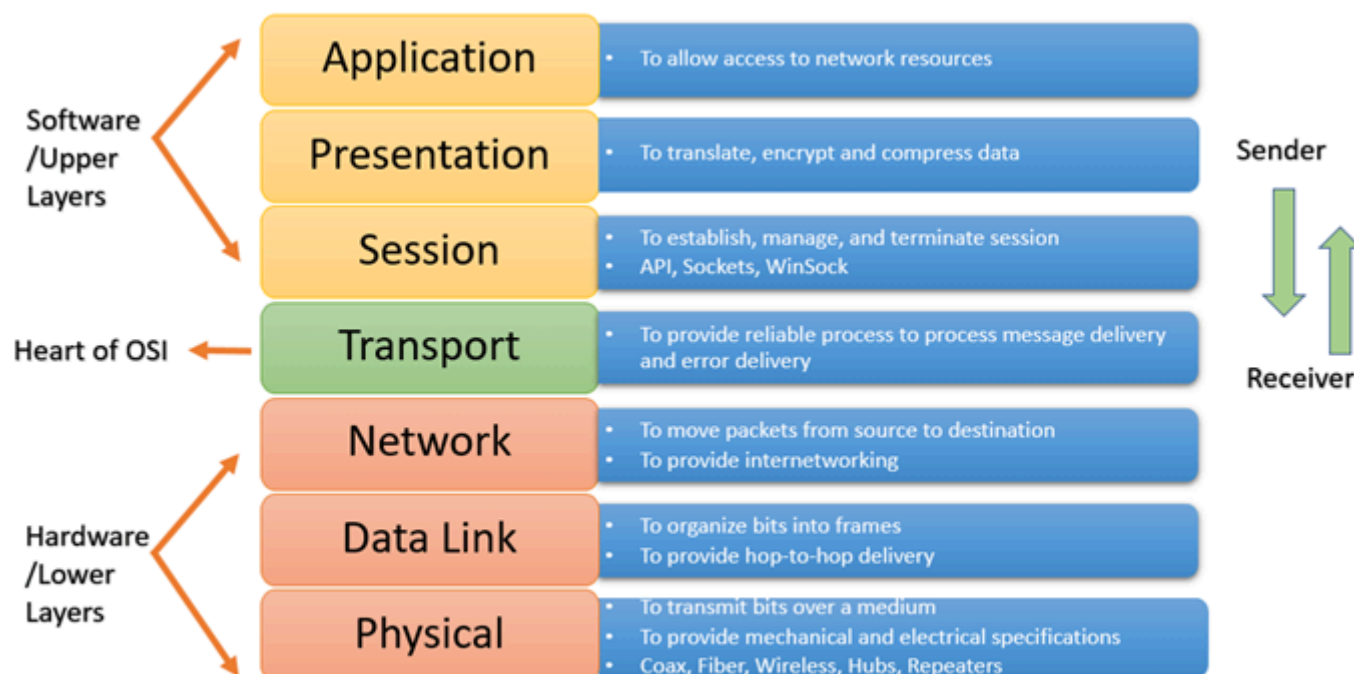 Application
• To allow access to network resources
Software
/Upper
Layers
Presentation
• To translate, encrypt and compress data
Sender
Session
• To establish, manage, and terminate session
• API, Sockets, WinSock
Heart of OSI
Transport
• To provide reliable process to process message delivery
and error delivery
Receiver
Network
• To move packets from source to destination
• To provide internetworking
Hardware
/Lower
Layers
Data Link
• To organize bits into frames
• To provide hop-to-hop delivery
Physical
• To transmit bits over a medium
• To provide mechanical and electrical specifications
• Coax, Fiber, Wireless, Hubs, Repeaters